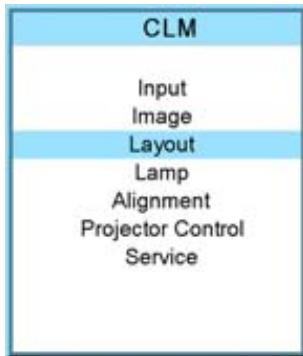 CLM
Input
Image
Layout
Lamp
Alignment
Projector Control
Service